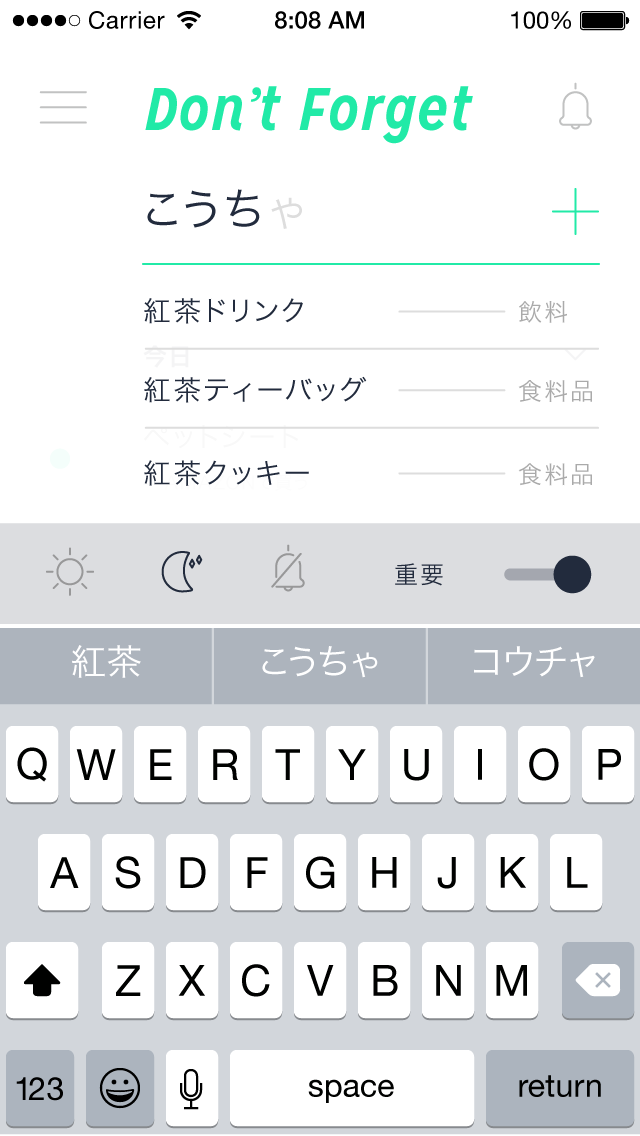 Carrier 8:08 AM 100%
Don't Forget
こうちゃ
紅茶ドリンク 飲料
今日
紅茶ティーバッグ 食料品
ペットシート
紅茶クッキー 食料品
重要
紅茶 こうちゃ コウチャ
Q W E R T Y U I O P
A S D F G H J K L
Z X C V B N M
123 space return